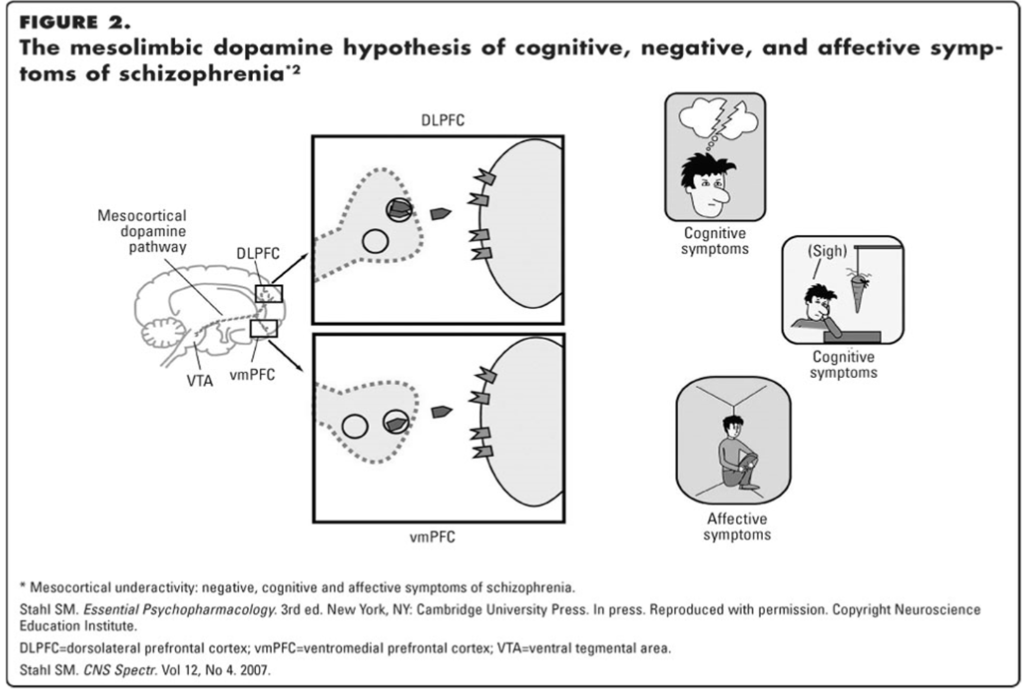 FIGURE 2.
The mesolimbic dopamine hypothesis of cognitive, negative, and affective symp-
toms of schizophrenia*2
DLPFC
Mesocortical
dopamine
pathway
DLPFC
VTA
vmPFC
vmPFC
Cognitive
symptoms
(Sigh)
Cognitive
symptoms
Affective
symptoms
* Mesocortical underactivity: negative, cognitive and affective symptoms of schizophrenia.
Stahl SM. Essential Psychopharmacology. 3rd ed. New York, NY: Cambridge University Press. In press. Reproduced with permission. Copyright Neuroscience
Education Institute.
DLPFC=dorsolateral prefrontal cortex; vmPFC=ventromedial prefrontal cortex; VTA=ventral tegmental area.
Stahl SM. CNS Spectr. Vol 12, No 4. 2007.